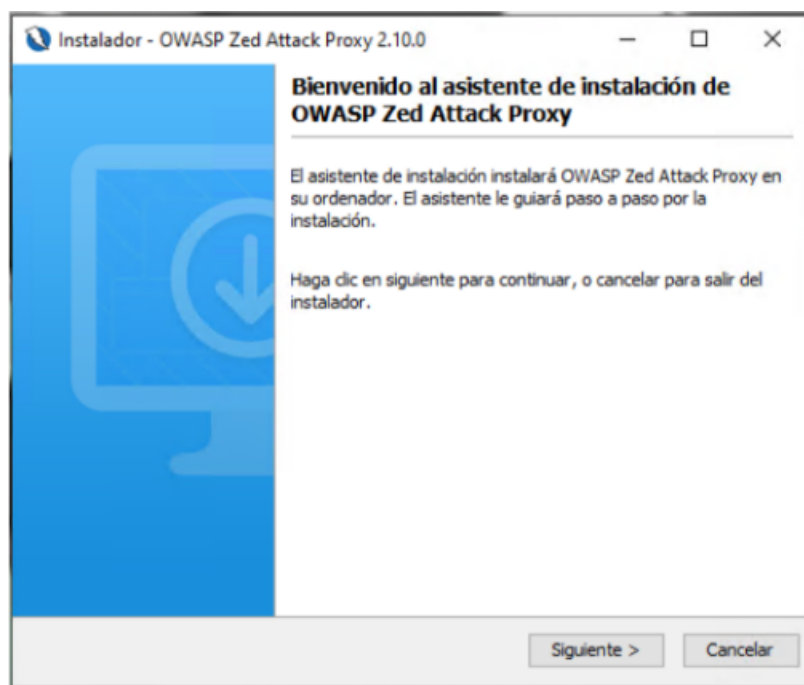 Instalador - OWASP Zed Attack Proxy 2.10.0
Bienvenido al asistente de instalación de
OWASP Zed Attack Proxy
El asistente de instalación instalará OWASP Zed Attack Proxy en
su ordenador. El asistente le guiará paso a paso por la
instalación.
Haga clic en siguiente para continuar, o cancelar para salir del
instalador.
Siguiente >
Cancelar